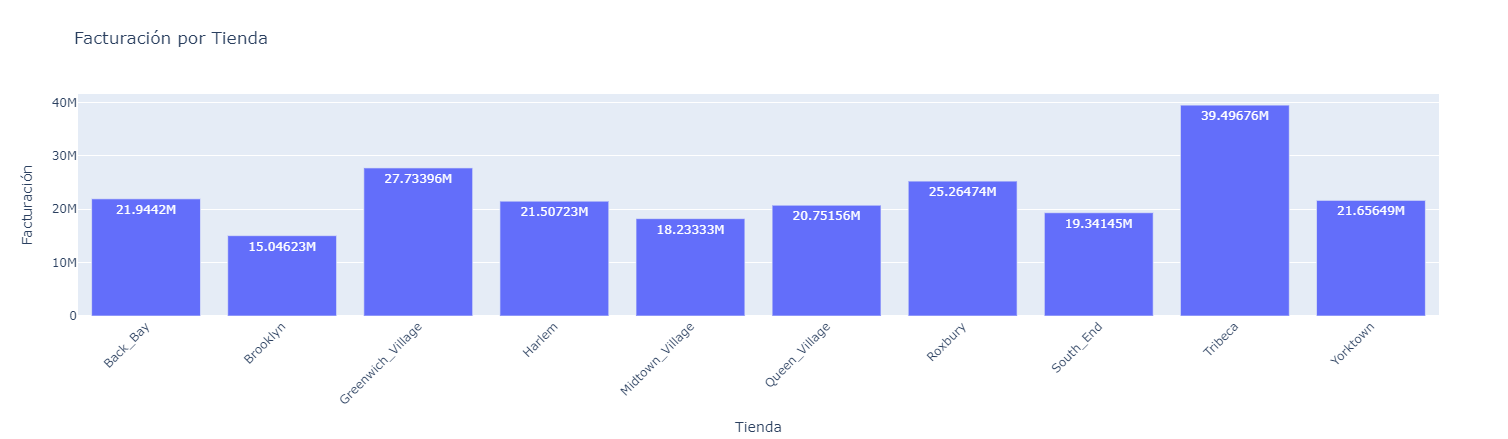 Facturación por Tienda
Facturación
40M
30M
20M
10M
0
21.9442M
15.04623M
27.73396M
21.50723M
18.23333M
20.75156M
25.26474M
19.34145M
39.49676M
21.65649M
Back_Bay
Brooklyn
Greenwich_Village
Harlem
Midtown_Village
Queen_Village
Roxbury
South_End
Tribeca
Yorktown
Tienda